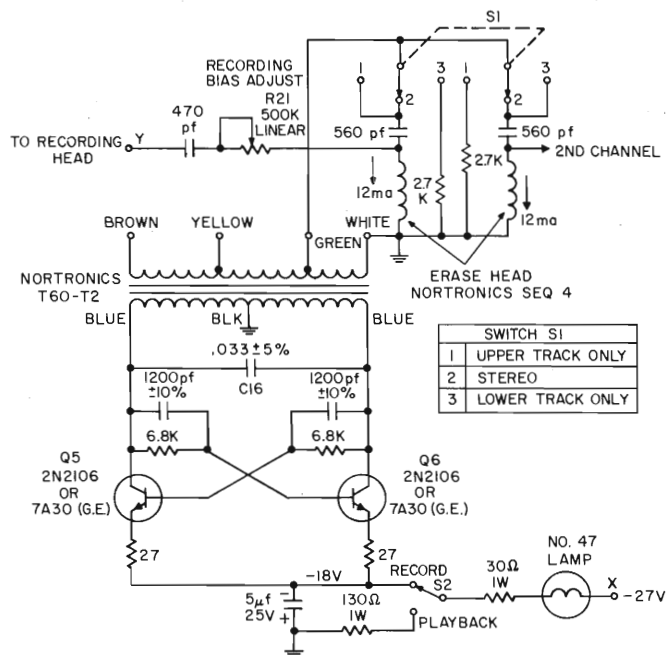 S1
RECORDING
BIAS ADJUST
R21
500K
LINEAR
1
3
1
3
2
2
470
pf
560 pf
560 pf
TO RECORDING
HEAD
Y
2ND CHANNEL
2.7
K
2.7K
12ma
12ma
BROWN
YELLOW
GREEN
WHITE
ERASE HEAD
NORTRONICS SEQ 4
NORTRONICS
T60-T2
BLUE
BLK
BLUE
SWITCH S1
1 UPPER TRACK ONLY
2 STEREO
3 LOWER TRACK ONLY
.033 ±5%
C16
1200pf
±10%
1200pf
±10%
6.8K
6.8K
Q5
2N2106
OR
7A30 (G.E.)
Q6
2N2106
OR
7A30 (G.E.)
27
27
-18V
RECORD
S2
PLAYBACK
5μf
25V
-
+
130Ω
1W
30Ω
1W
NO. 47
LAMP
X
-27V